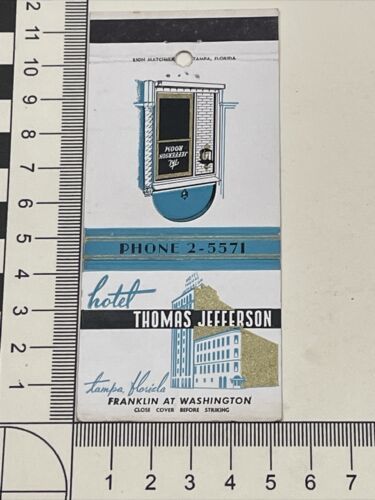 LION MATCH TAMPA, FLORIDA
The
JEFFERSON
ROOM
PHONE 2-5571
hotel
THOMAS JEFFERSON
tampa, florida
FRANKLIN AT WASHINGTON
CLOSE COVER BEFORE STRIKING
12
11
10
9
8
7
6
5
4
3
2
1
1 2 3 4 5 6 7